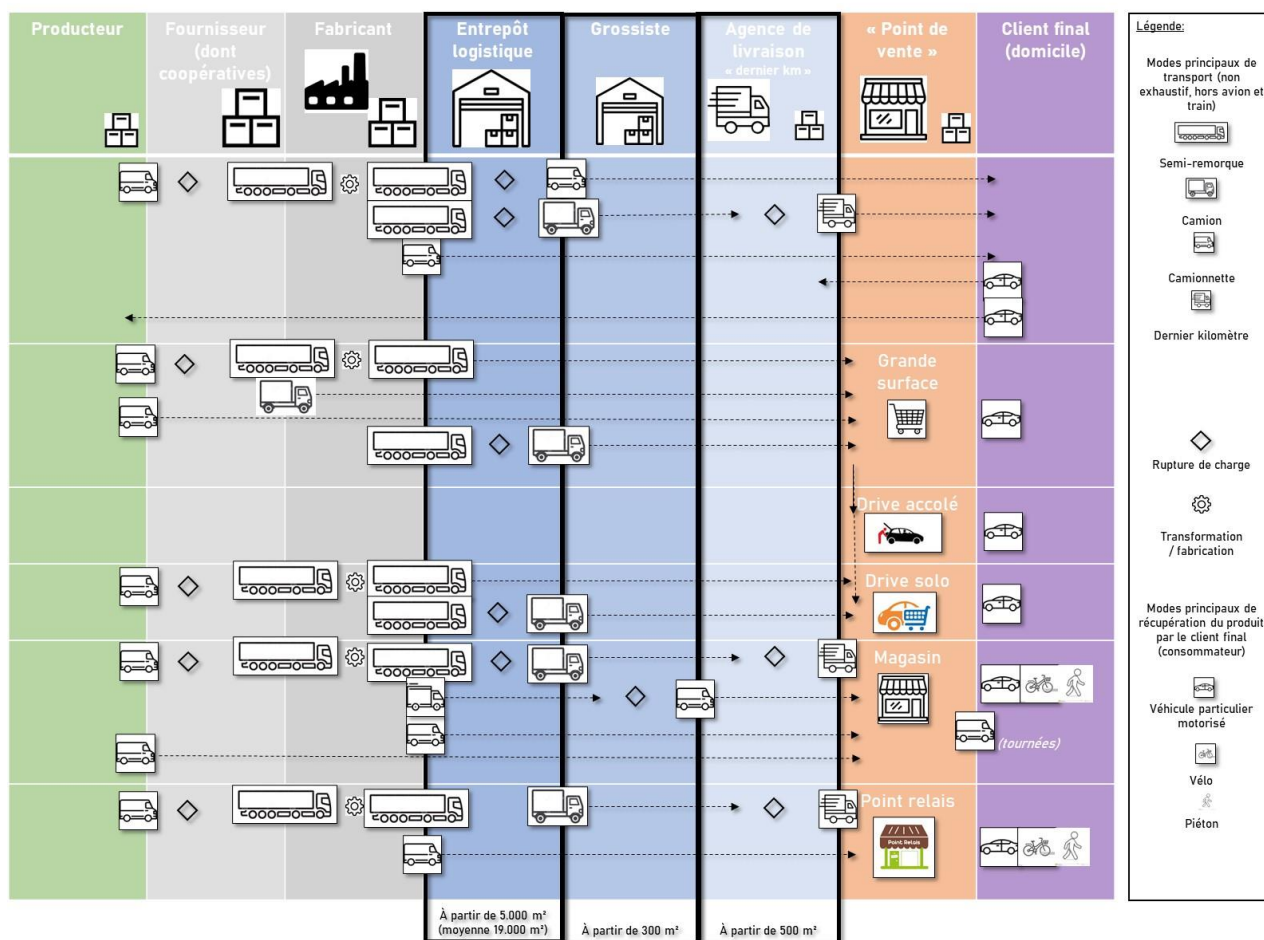 Producteur
Fournisseur
(dont
coopératives)
Fabricant
Entrepôt
logistique
Grossiste
Agence de
livraison
« dernier km »
« Point de
vente »
Client final
(domicile)
Grande
surface
Drive accolé
Drive solo
Magasin
(tournées)
Point relais
Point Relais
À partir de 5.000 m²
(moyenne 19.000 m²)
À partir de 300 m²
À partir de 500 m²
Légende:
Modes principaux de
transport (non
exhaustif, hors avion et
train)
Semi-remorque
Camion
Camionnette
Dernier kilomètre
Rupture de charge
Transformation
/ fabrication
Modes principaux de
récupération du produit
par le client final
(consommateur)
Véhicule particulier
motorisé
Vélo
Piéton